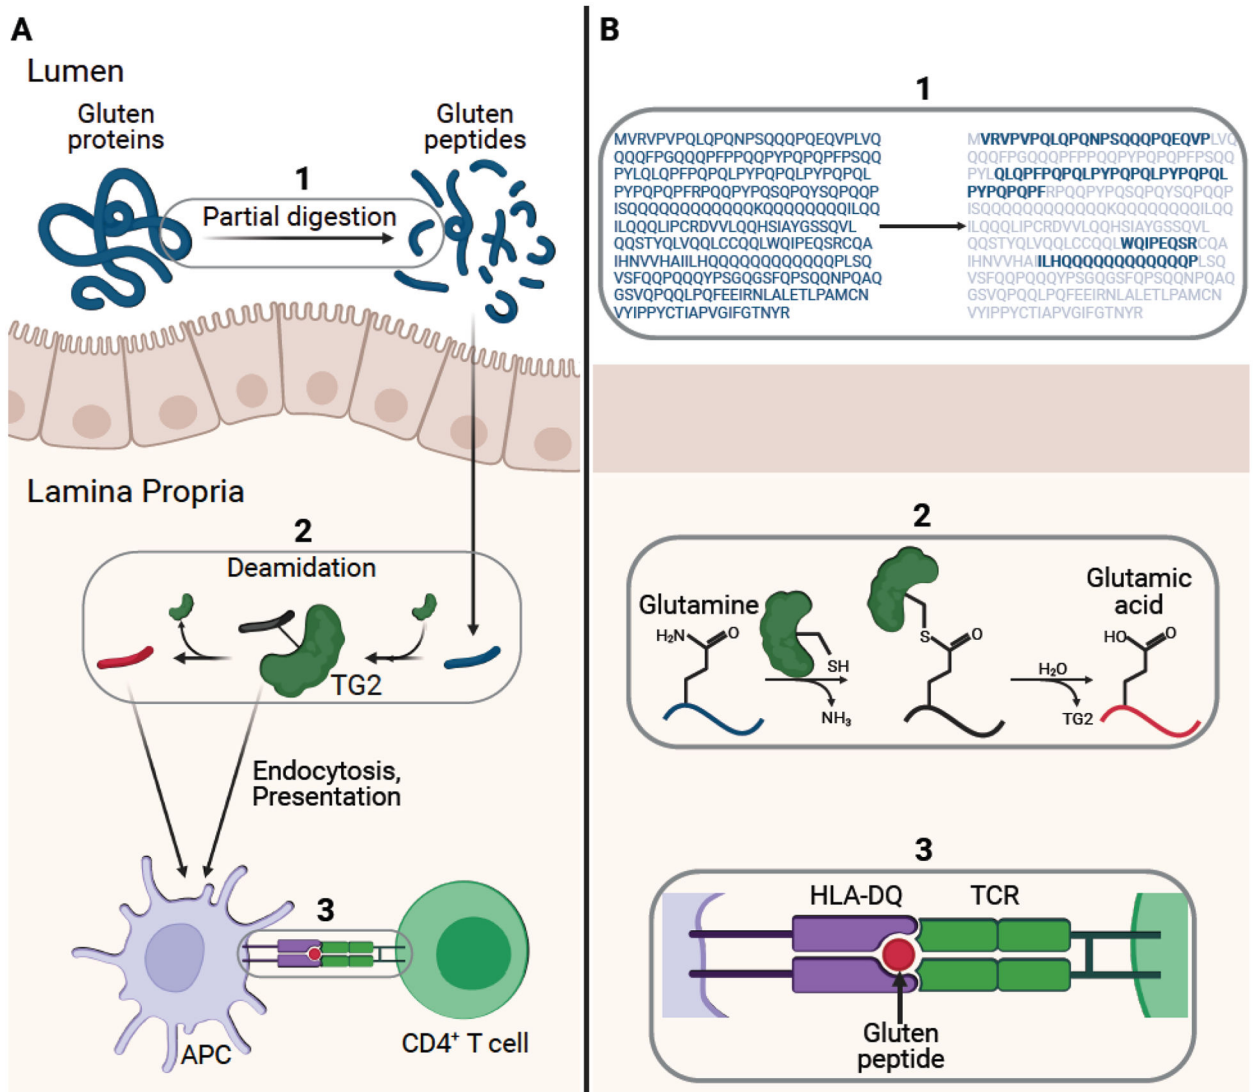 A
Lumen
Gluten
proteins
Gluten
peptides
1
Partial digestion
Lamina Propria
2
Deamidation
TG2
Endocytosis,
Presentation
3
APC
CD4⁺ T cell
B
1
MVRVPVPQLQPQNPSQQQPQEQVPLVQ
QQQFPGQQQPFPPQQPYPQPQPFPSQQ
PYLQLQPFPQPQLPYPQPQLPYPQPQL
PYPQPQPFRPQQPYPQSQPQYSQPQQP
ISQQQQQQQQQQQQKQQQQQQQQILQQ
ILQQQLIPCRDVVLQQHSIAYGSSQVL
QQSTYQLVQQLCCQQLWQIPEQSRCQA
IHNVVHAIILHQQQQQQQQQQQQPLSQ
VSFQQPQQQYPSGQGSFQPSQQNPQAQ
GSVQPQQLPQFEEIRNLALETLPAMCN
VYIPPYCTIAPVGIFGTNYR
MVRVPVPQLQPQNPSQQQPQEQVPLVQ
QQQFPGQQQPFPPQQPYPQPQPFPSQQ
PYLQLQPFPQPQLPYPQPQLPYPQPQL
PYPQPQPFRPQQPYPQSQPQYSQPQQP
ISQQQQQQQQQQQQKQQQQQQQQILQQ
ILQQQLIPCRDVVLQQHSIAYGSSQVL
QQSTYQLVQQLCCQQLWQIPEQSRCQA
IHNVVHAIILHQQQQQQQQQQQQPLSQ
VSFQQPQQQYPSGQGSFQPSQQNPQAQ
GSVQPQQLPQFEEIRNLALETLPAMCN
VYIPPYCTIAPVGIFGTNYR
2
Glutamine
H₂N
O
SH
NH₃
S
O
H₂O
TG2
Glutamic
acid
HO
O
3
HLA-DQ
TCR
Gluten
peptide